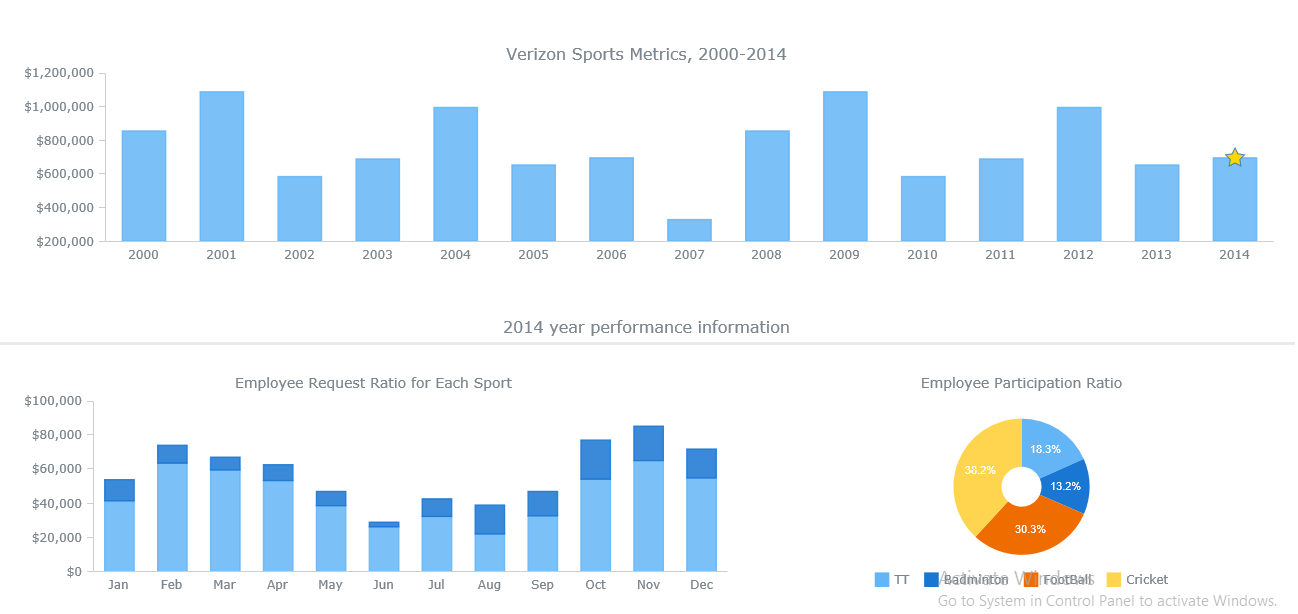 Verizon Sports Metrics, 2000-2014
$1,200,000
$1,000,000
$800,000
$600,000
$400,000
$200,000
2000 2001 2002 2003 2004 2005 2006 2007 2008 2009 2010 2011 2012 2013 2014
2014 year performance information
Employee Request Ratio for Each Sport
$100,000
$80,000
$60,000
$40,000
$20,000
$0
Jan Feb Mar Apr May Jun Jul Aug Sep Oct Nov Dec
Employee Participation Ratio
18.3%
38.2%
13.2%
30.3%
TT Badminton FootBall Cricket
Activate Windows
Go to System in Control Panel to activate Windows.